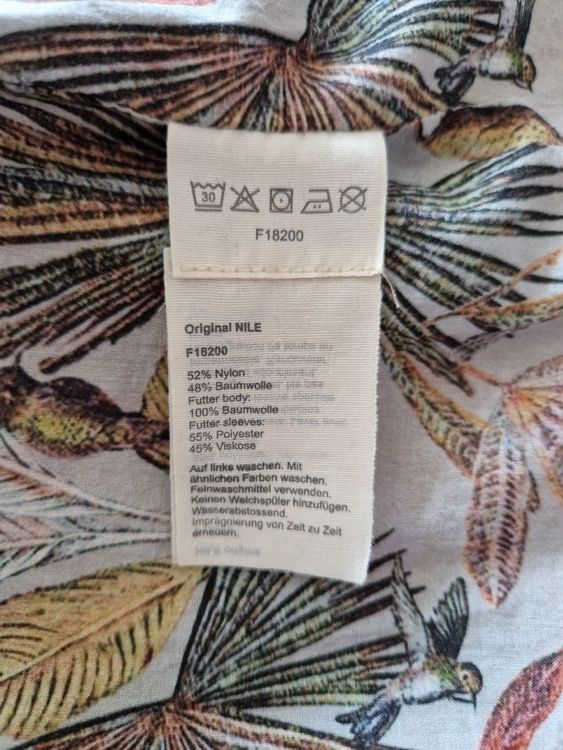 30
F18200
Original NILE
F18200
52% Nylon
48% Baumwolle
Futter body:
100% Baumwolle
Futter sleeves:
55% Polyester
45% Viskose
Auf links waschen. Mit
ähnlichen Farben waschen.
Feinwaschmittel verwenden.
Keinen Weichspüler hinzufügen.
Wasserabstossend.
Imprägnierung von Zeit zu Zeit
erneuern.